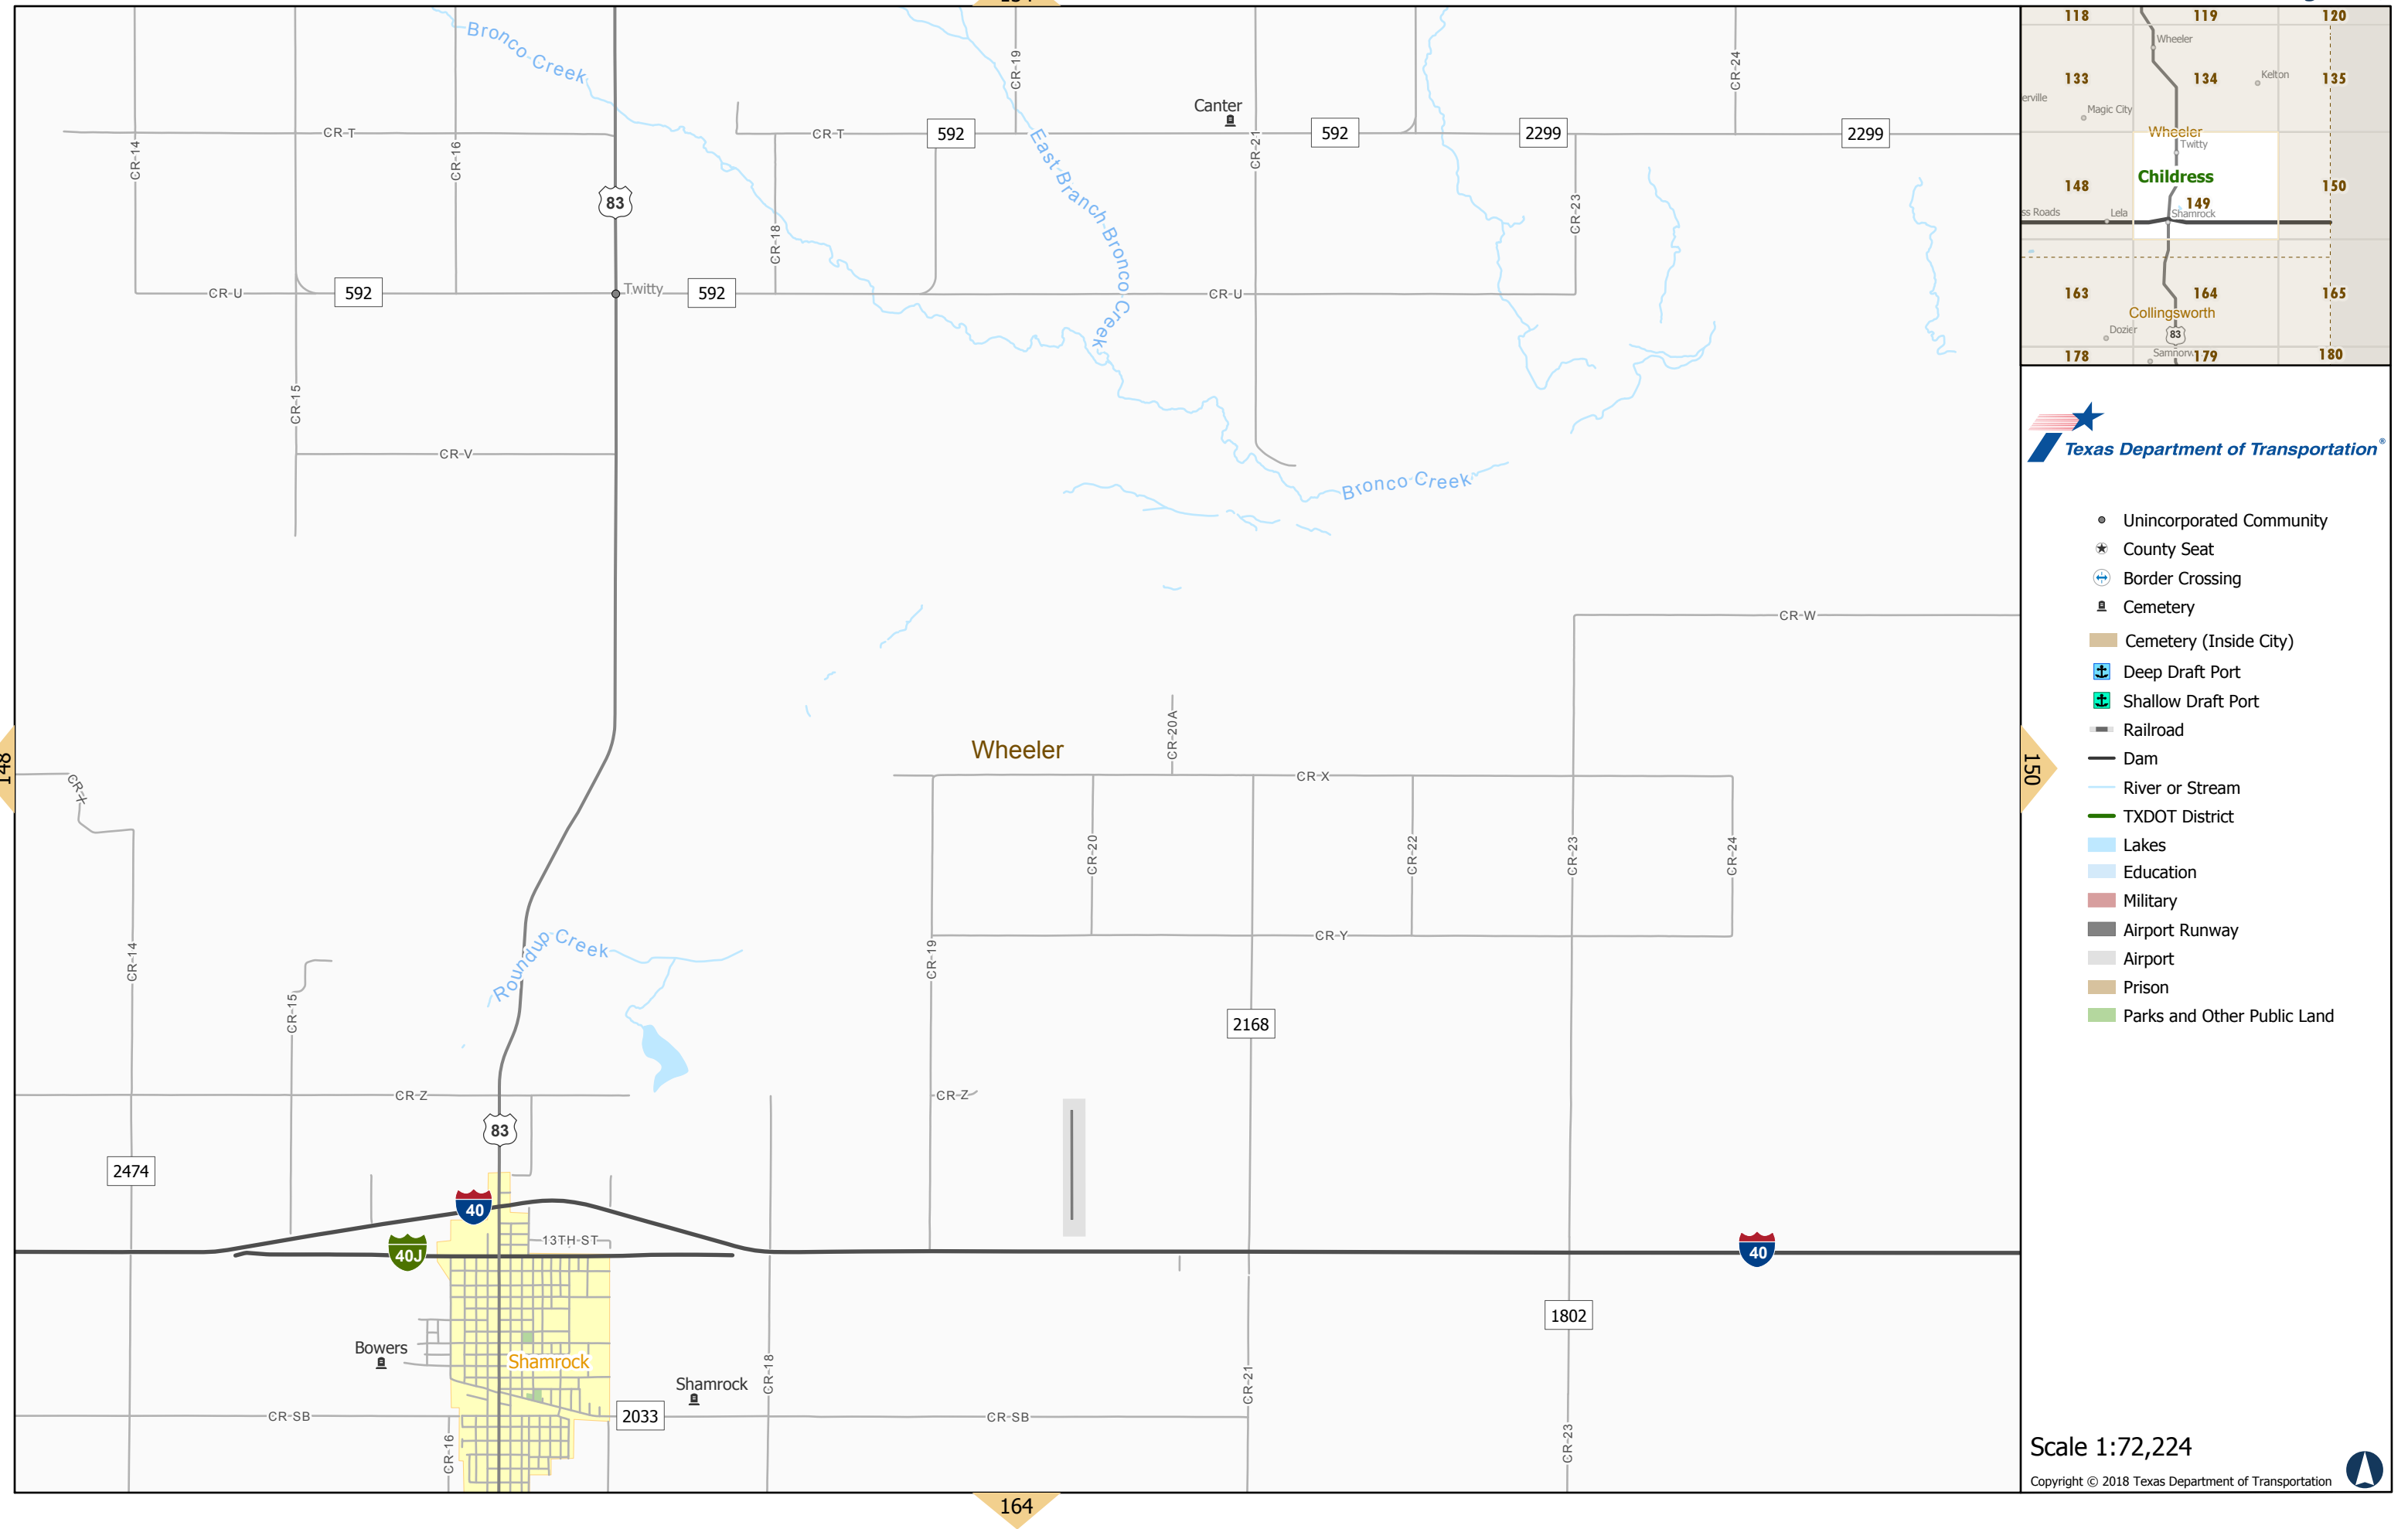 Bronco Creek
CR-19
CR-24
Canter
CR-T
CR-T
592
592
2299
2299
CR-14
CR-16
CR-21
East-Branch-Bronco-Creek
83
CR-18
CR-23
CR-U
592
Twitty
592
CR-U
CR-15
CR-V
Bronco-Creek
CR-W
CR-20A
Wheeler
148
CR-X
CR-X
150
CR-20
CR-22
CR-23
CR-24
CR-Y
Roundup-Creek
CR-14
CR-19
CR-15
2168
CR-Z
CR-Z
83
2474
40
13TH-ST
40J
40
1802
Bowers
Shamrock
Shamrock
CR-18
CR-21
CR-SB
2033
CR-SB
CR-16
CR-23
164
118
119
120
Wheeler
133
134
Kelton
135
erville
Magic City
Wheeler
Twitty
Childress
148
149
150
ss Roads
Lela
Shamrock
163
164
165
Collingsworth
Dozier
83
178
Samnorw
179
180
Texas Department of Transportation®
Unincorporated Community
County Seat
Border Crossing
Cemetery
Cemetery (Inside City)
Deep Draft Port
Shallow Draft Port
Railroad
Dam
River or Stream
TXDOT District
Lakes
Education
Military
Airport Runway
Airport
Prison
Parks and Other Public Land
Scale 1:72,224
Copyright © 2018 Texas Department of Transportation